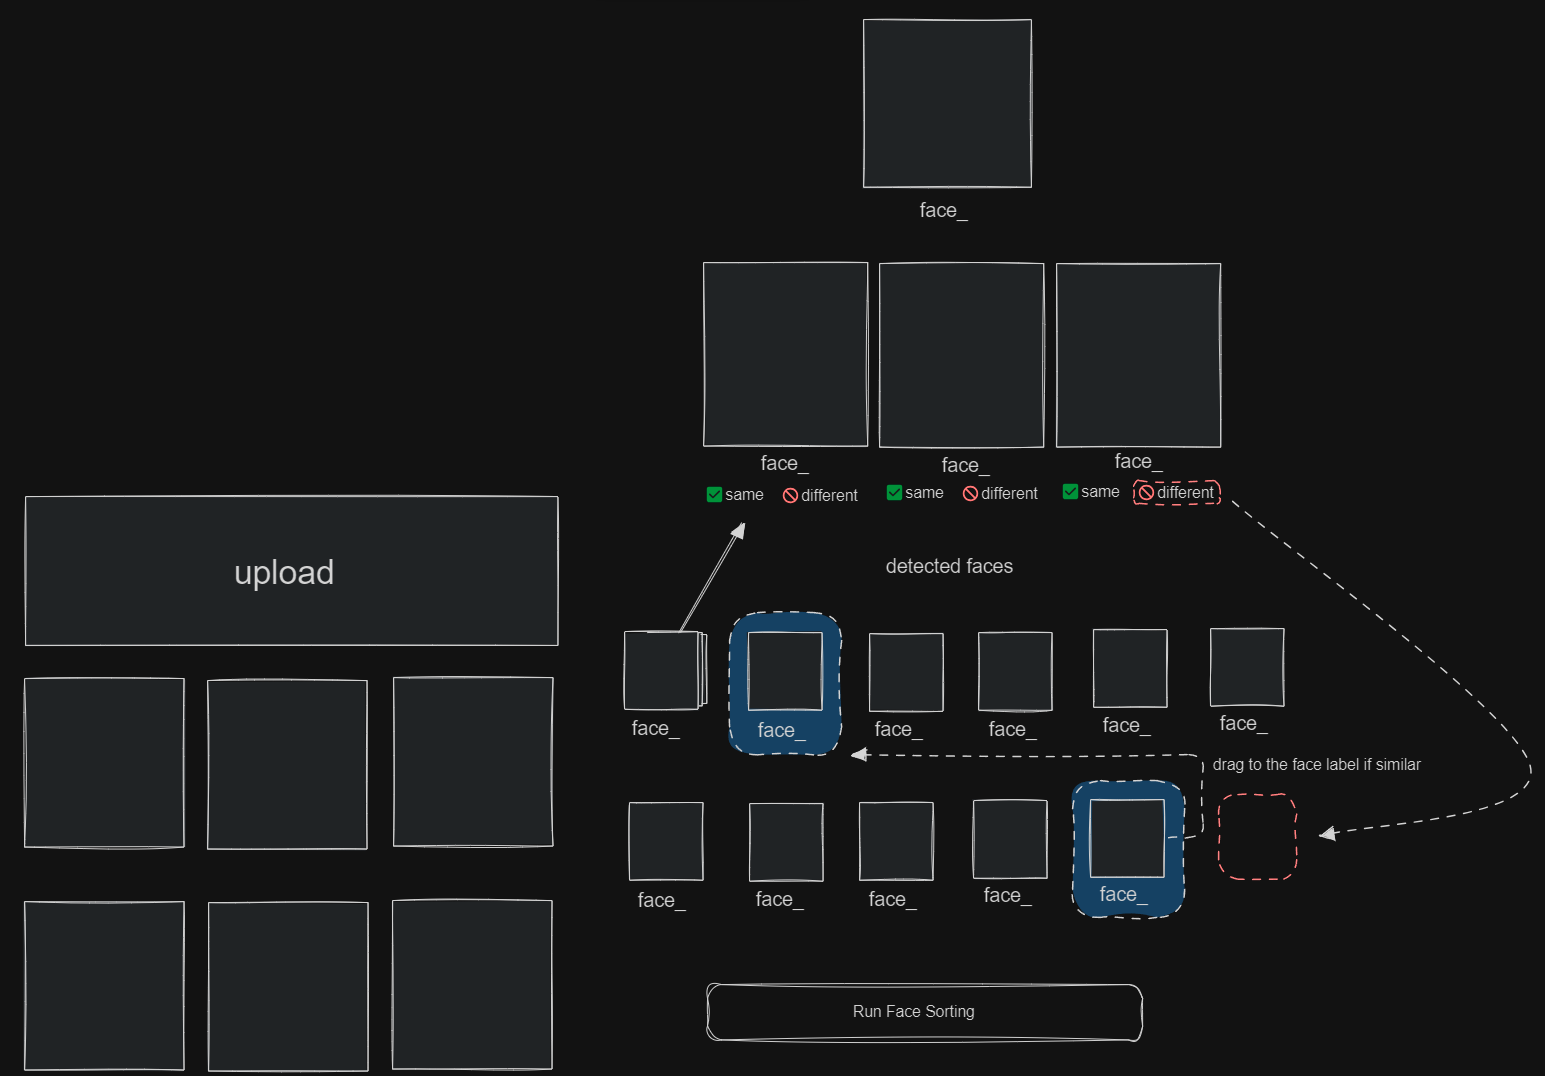 face_
face_
face_
face_
same
different
same
different
same
different
upload
detected faces
face_
face_
face_
face_
face_
face_
drag to the face label if similar
face_
face_
face_
face_
face_
Run Face Sorting